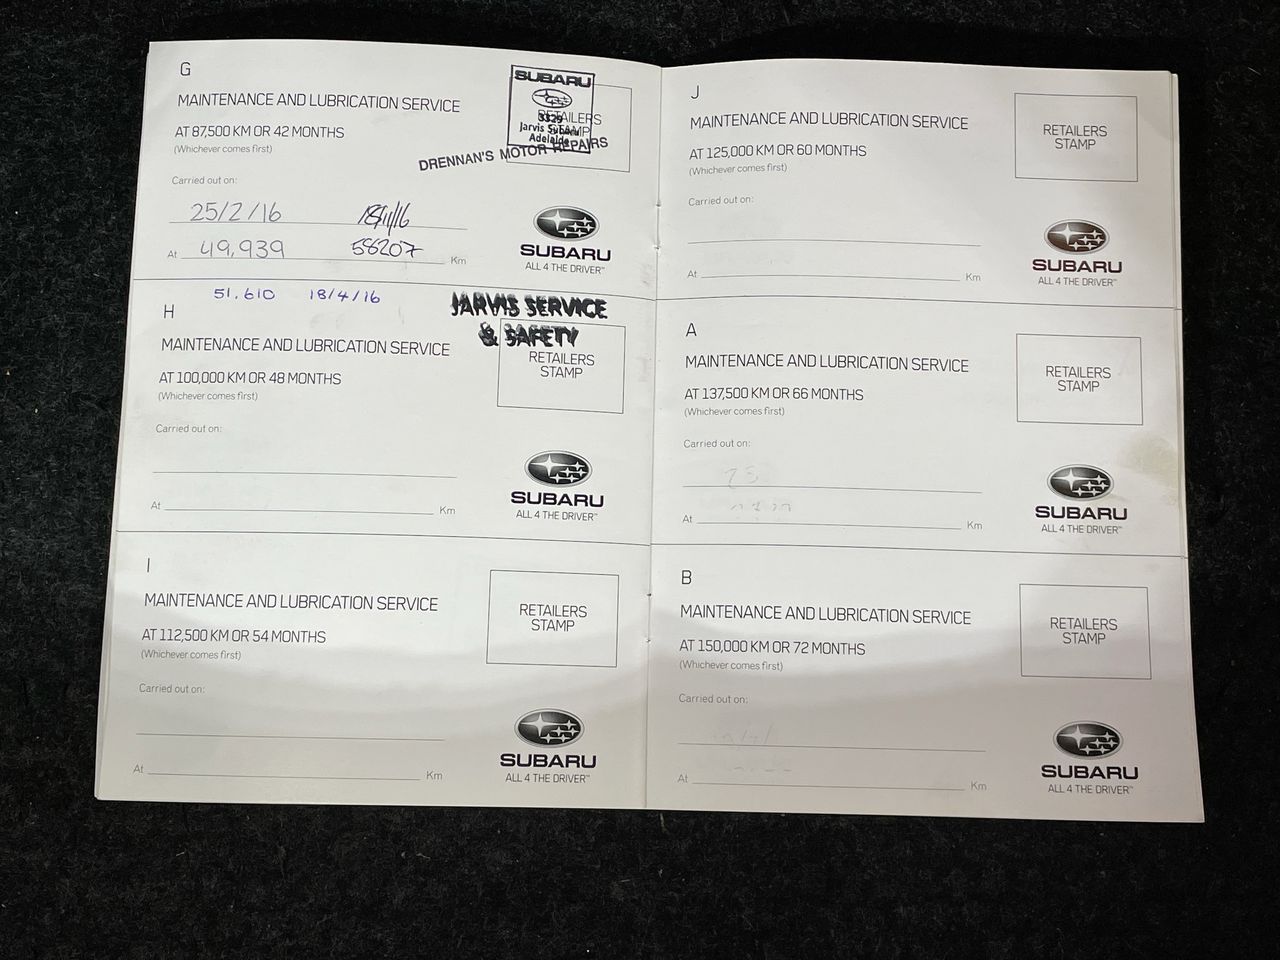 G
MAINTENANCE AND LUBRICATION SERVICE
AT 87,500 KM OR 42 MONTHS
(Whichever comes first)
Carried out on:
25/2/16 18/11/16
At 49,939 58207 Km
SUBARU
3329
Jarvis Subaru
Adelaide
RETAILERS
STAMP
DRENNAN'S MOTOR REPAIRS
SUBARU
ALL 4 THE DRIVER™
51,610 18/4/16
JARVIS SERVICE
& SAFETY
H
MAINTENANCE AND LUBRICATION SERVICE
AT 100,000 KM OR 48 MONTHS
(Whichever comes first)
Carried out on:
At Km
RETAILERS
STAMP
SUBARU
ALL 4 THE DRIVER™
I
MAINTENANCE AND LUBRICATION SERVICE
AT 112,500 KM OR 54 MONTHS
(Whichever comes first)
Carried out on:
At Km
RETAILERS
STAMP
SUBARU
ALL 4 THE DRIVER™
J
MAINTENANCE AND LUBRICATION SERVICE
AT 125,000 KM OR 60 MONTHS
(Whichever comes first)
Carried out on:
At Km
RETAILERS
STAMP
SUBARU
ALL 4 THE DRIVER™
A
MAINTENANCE AND LUBRICATION SERVICE
AT 137,500 KM OR 66 MONTHS
(Whichever comes first)
Carried out on:
At Km
RETAILERS
STAMP
SUBARU
ALL 4 THE DRIVER™
B
MAINTENANCE AND LUBRICATION SERVICE
AT 150,000 KM OR 72 MONTHS
(Whichever comes first)
Carried out on:
At Km
RETAILERS
STAMP
SUBARU
ALL 4 THE DRIVER™